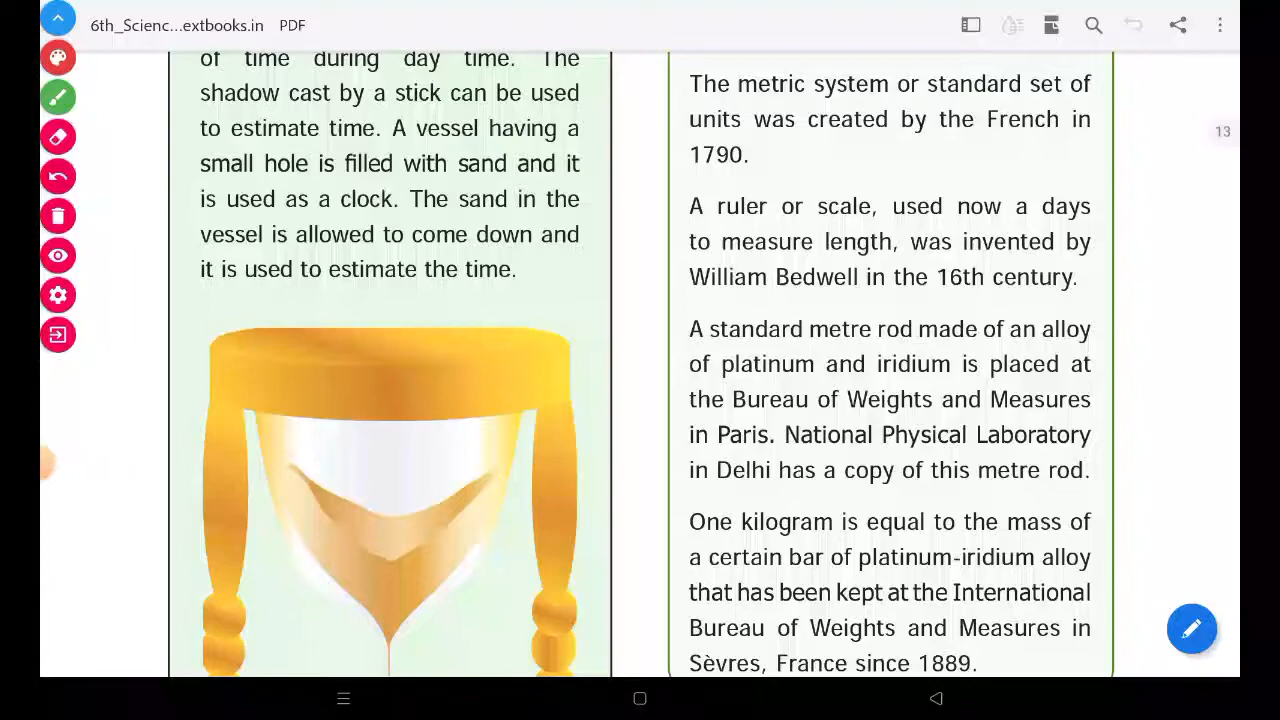 6th_Scienc...extbooks.in PDF
of time during day time. The
shadow cast by a stick can be used
to estimate time. A vessel having a
small hole is filled with sand and it
is used as a clock. The sand in the
vessel is allowed to come down and
it is used to estimate the time.
The metric system or standard set of
units was created by the French in
1790.
A ruler or scale, used now a days
to measure length, was invented by
William Bedwell in the 16th century.
A standard metre rod made of an alloy
of platinum and iridium is placed at
the Bureau of Weights and Measures
in Paris. National Physical Laboratory
in Delhi has a copy of this metre rod.
One kilogram is equal to the mass of
a certain bar of platinum-iridium alloy
that has been kept at the International
Bureau of Weights and Measures in
Sèvres, France since 1889.
13